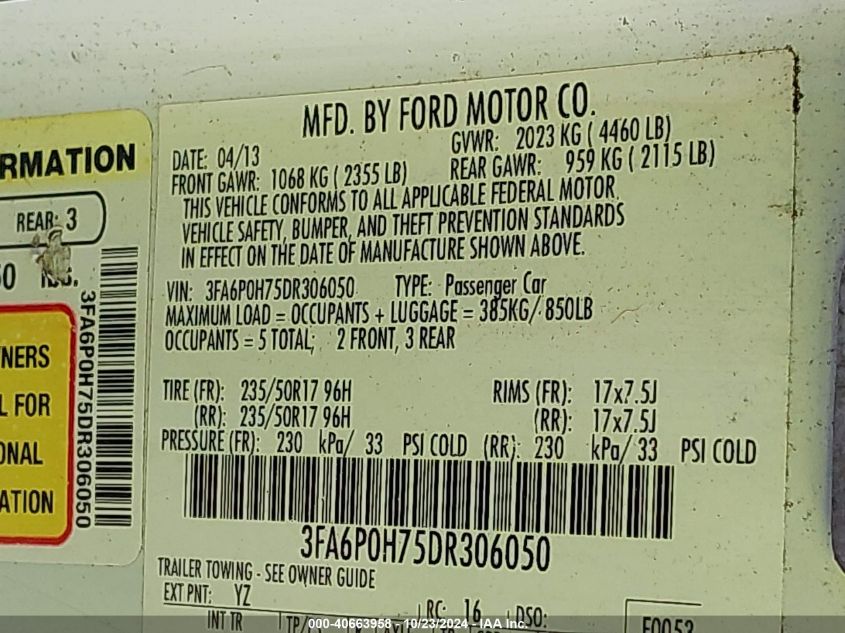 RMATION
REAR: 3
3FA6P0H75DR306050
NERS
L FOR
ONAL
ATION
MFD. BY FORD MOTOR CO.
DATE: 04/13 GVWR: 2023 KG ( 4460 LB)
FRONT GAWR: 1068 KG ( 2355 LB) REAR GAWR: 959 KG ( 2115 LB)
THIS VEHICLE CONFORMS TO ALL APPLICABLE FEDERAL MOTOR
VEHICLE SAFETY, BUMPER, AND THEFT PREVENTION STANDARDS
IN EFFECT ON THE DATE OF MANUFACTURE SHOWN ABOVE.
VIN: 3FA6P0H75DR306050 TYPE: Passenger Car
MAXIMUM LOAD = OCCUPANTS + LUGGAGE = 385KG/ 850LB
OCCUPANTS = 5 TOTAL; 2 FRONT, 3 REAR
TIRE (FR): 235/50R17 96H RIMS (FR): 17x7.5J
(RR): 235/50R17 96H (RR): 17x7.5J
PRESSURE (FR): 230 kPa/ 33 PSI COLD (RR): 230 kPa/ 33 PSI COLD
3FA6P0H75DR306050
TRAILER TOWING - SEE OWNER GUIDE
EXT PNT: YZ RC: 16 DSO:
INT TR
000-40663958 - 10/23/2024 - IAA Inc.